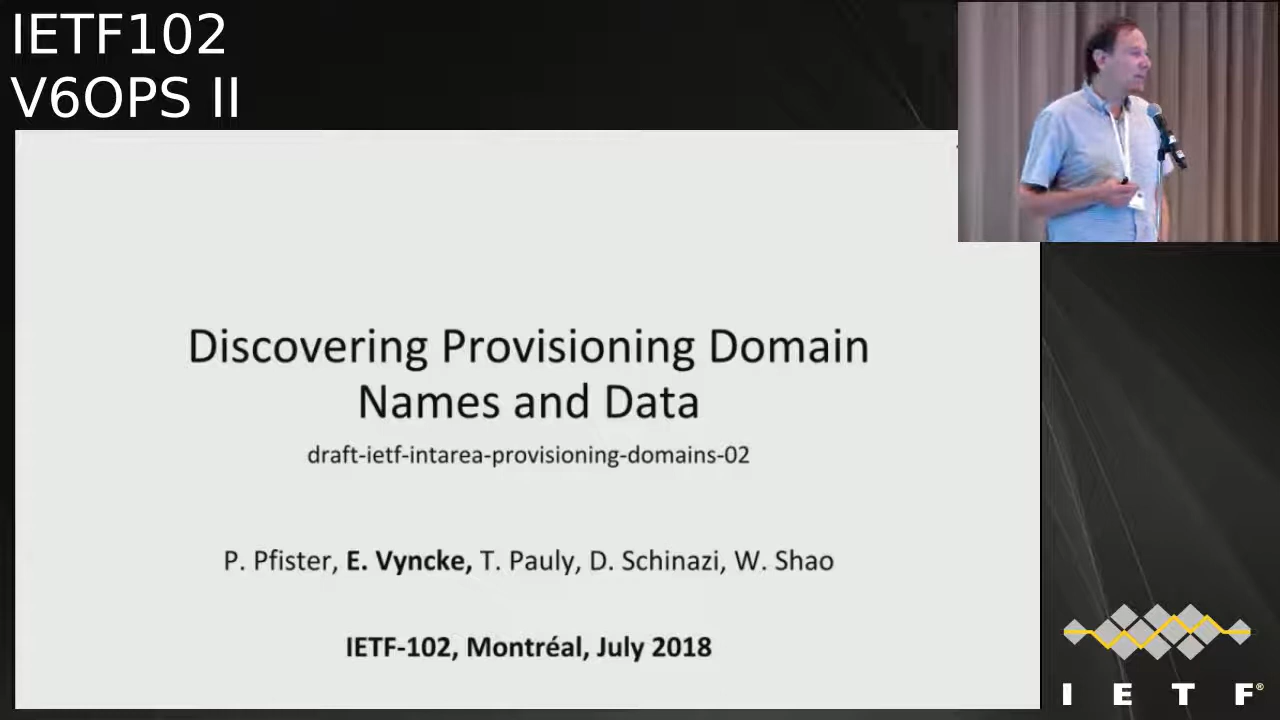 IETF102
V6OPS II
Discovering Provisioning Domain
Names and Data
draft-ietf-intarea-provisioning-domains-02
P. Pfister, E. Vyncke, T. Pauly, D. Schinazi, W. Shao
IETF-102, Montréal, July 2018
I E T F®